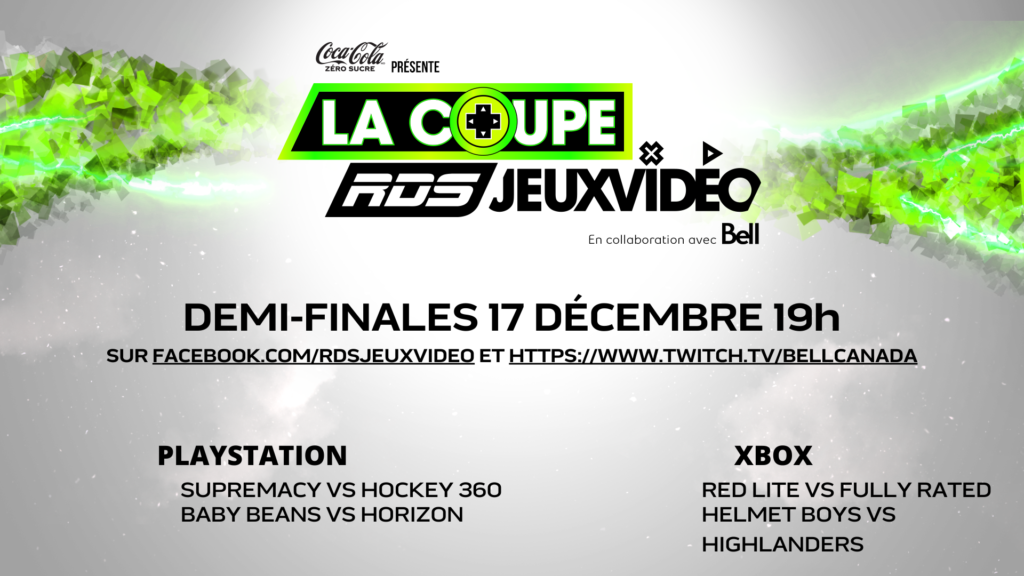 Coca-Cola
ZÉRO SUCRE PRÉSENTE
LA COUPE
RDS JEUXVIDÉO
En collaboration avec Bell
DEMI-FINALES 17 DÉCEMBRE 19h
SUR FACEBOOK.COM/RDSJEUXVIDEO ET HTTPS://WWW.TWITCH.TV/BELLCANADA
PLAYSTATION
SUPREMACY VS HOCKEY 360
BABY BEANS VS HORIZON
XBOX
RED LITE VS FULLY RATED
HELMET BOYS VS
HIGHLANDERS